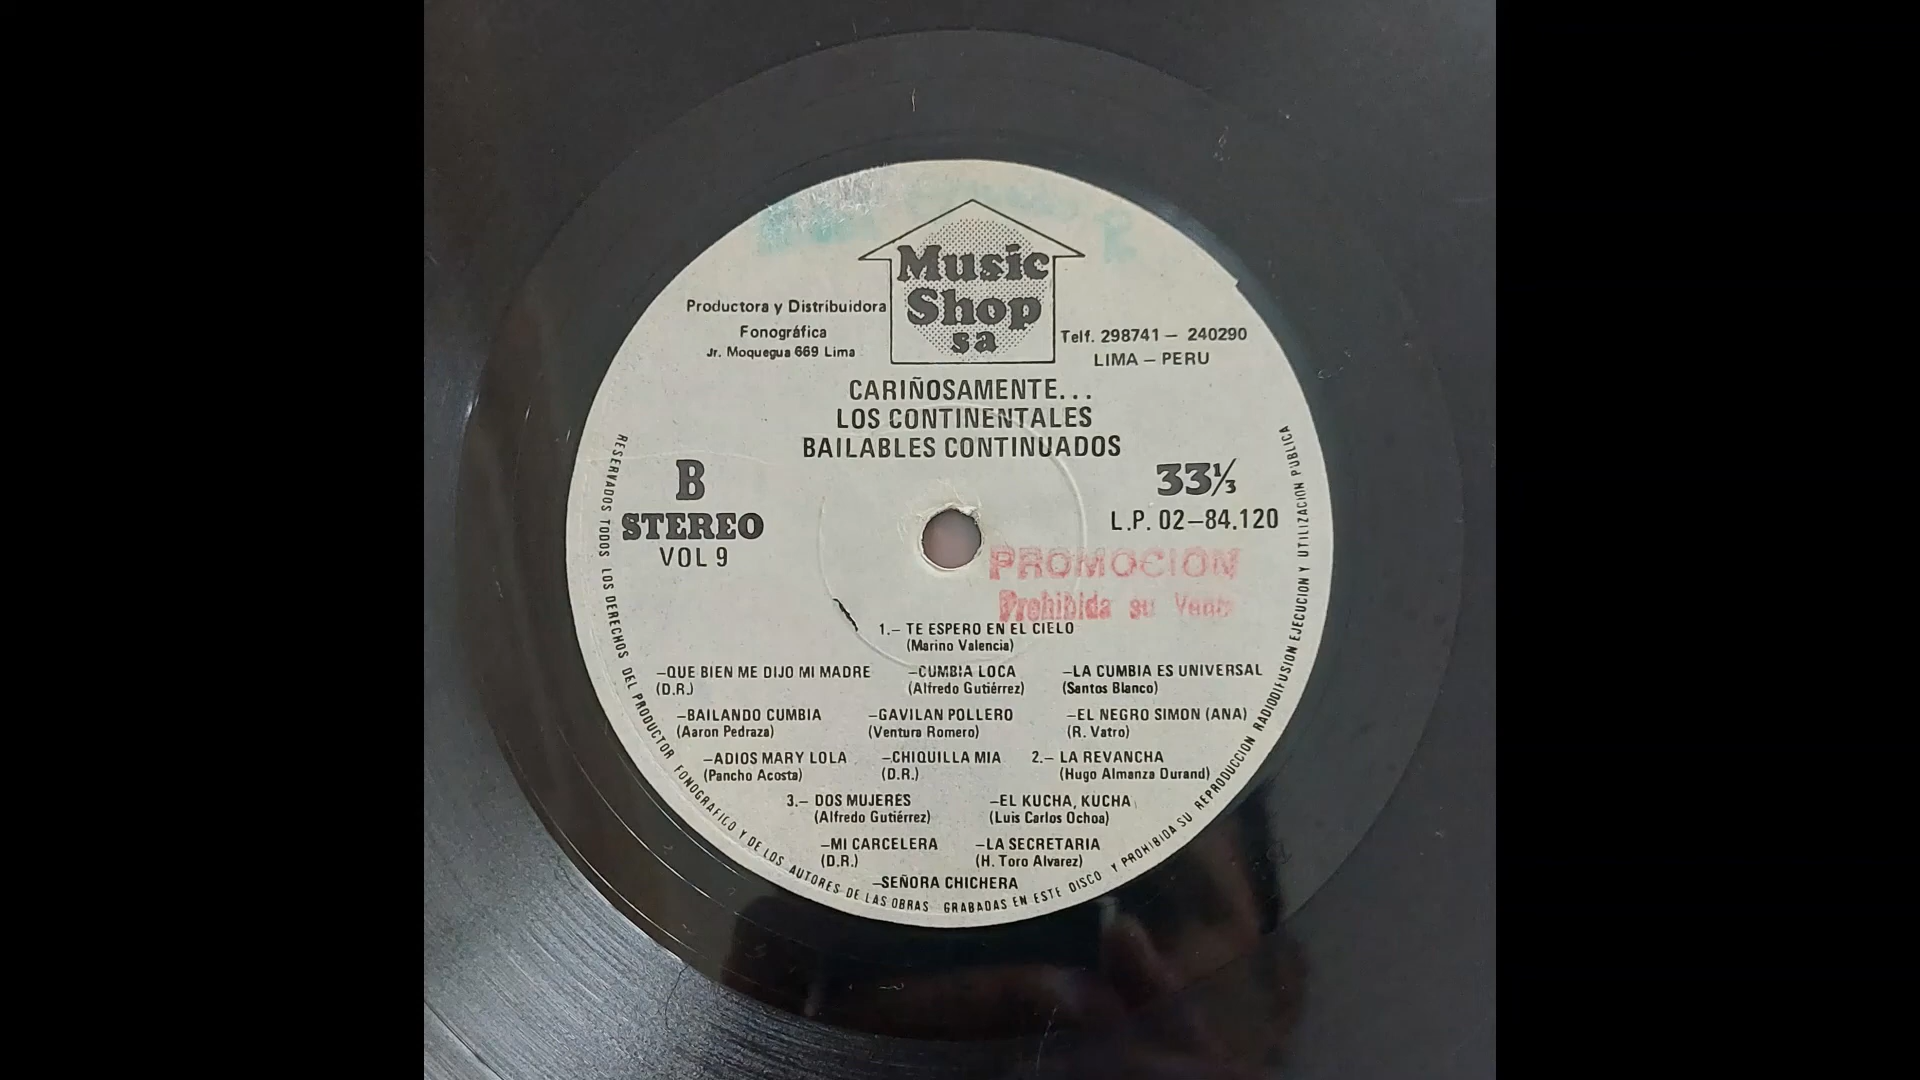 Music
Shop
sa
Productora y Distribuidora
Fonográfica
Jr. Moquegua 669 Lima
Telf. 298741 – 240290
LIMA – PERU
CARIÑOSAMENTE...
LOS CONTINENTALES
BAILABLES CONTINUADOS
B
STEREO
VOL 9
33⅓
L.P. 02–84.120
PROMOCION
Prohibida su Venta
1.– TE ESPERO EN EL CIELO
(Marino Valencia)
–QUE BIEN ME DIJO MI MADRE –CUMBIA LOCA –LA CUMBIA ES UNIVERSAL
(D.R.) (Alfredo Gutiérrez) (Santos Blanco)
–BAILANDO CUMBIA –GAVILAN POLLERO –EL NEGRO SIMON (ANA)
(Aaron Pedraza) (Ventura Romero) (R. Vatro)
–ADIOS MARY LOLA –CHIQUILLA MIA 2.– LA REVANCHA
(Pancho Acosta) (D.R.) (Hugo Almanza Durand)
3.– DOS MUJERES –EL KUCHA, KUCHA
(Alfredo Gutiérrez) (Luis Carlos Ochoa)
–MI CARCELERA –LA SECRETARIA
(D.R.) (H. Toro Alvarez)
–SEÑORA CHICHERA
RESERVADOS TODOS LOS DERECHOS DEL PRODUCTOR FONOGRAFICO Y DE LOS AUTORES DE LAS OBRAS GRABADAS EN ESTE DISCO Y PROHIBIDA SU REPRODUCCION RADIODIFUSION EJECUCION Y UTILIZACION PUBLICA